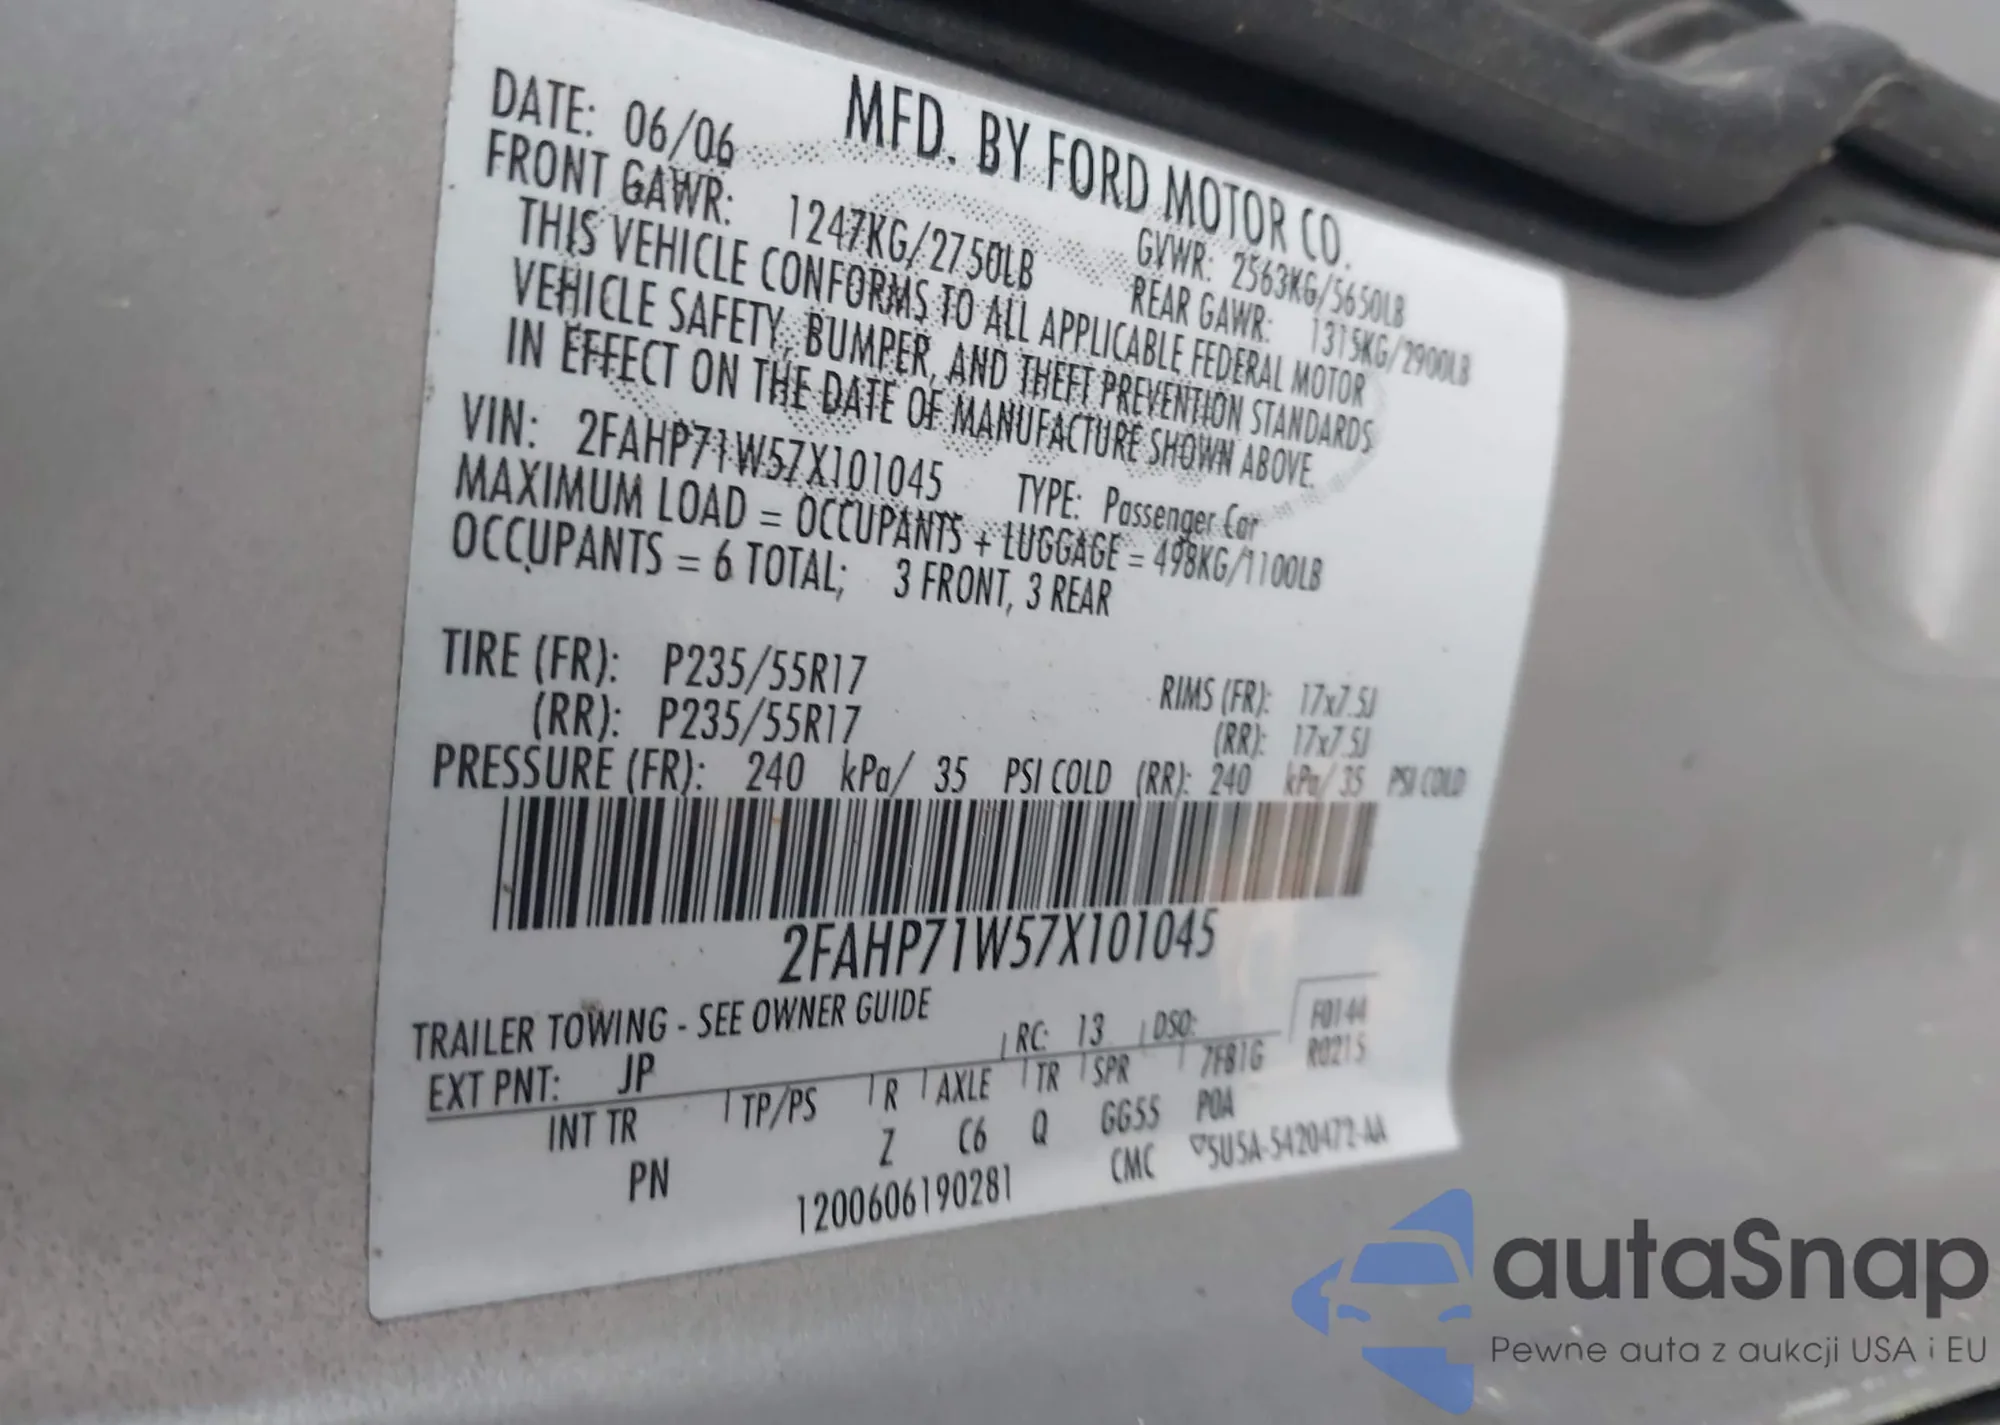 MFD. BY FORD MOTOR CO.
DATE: 06/06 GVWR: 2563KG/5650LB
FRONT GAWR: 1247KG/2750LB REAR GAWR: 1315KG/2900LB
THIS VEHICLE CONFORMS TO ALL APPLICABLE FEDERAL MOTOR
VEHICLE SAFETY, BUMPER, AND THEFT PREVENTION STANDARDS
IN EFFECT ON THE DATE OF MANUFACTURE SHOWN ABOVE.
VIN: 2FAHP71W57X101045 TYPE: Passenger Car
MAXIMUM LOAD = OCCUPANTS + LUGGAGE = 498KG/1100LB
OCCUPANTS = 6 TOTAL; 3 FRONT, 3 REAR
TIRE (FR): P235/55R17 RIMS (FR): 17x7.5J
(RR): P235/55R17 (RR): 17x7.5J
PRESSURE (FR): 240 kPa/ 35 PSI COLD (RR): 240 kPa/ 35 PSI COLD
2FAHP71W57X101045
TRAILER TOWING - SEE OWNER GUIDE
F0144
EXT PNT: JP RC: 13 DSO: R0215
INT TR TP/PS R AXLE TR SPR 7F81G
PN Z C6 Q GG55 POA
1200606190281 CMC ▽5U5A-5420472-AA
autaSnap
Pewne auta z aukcji USA i EU